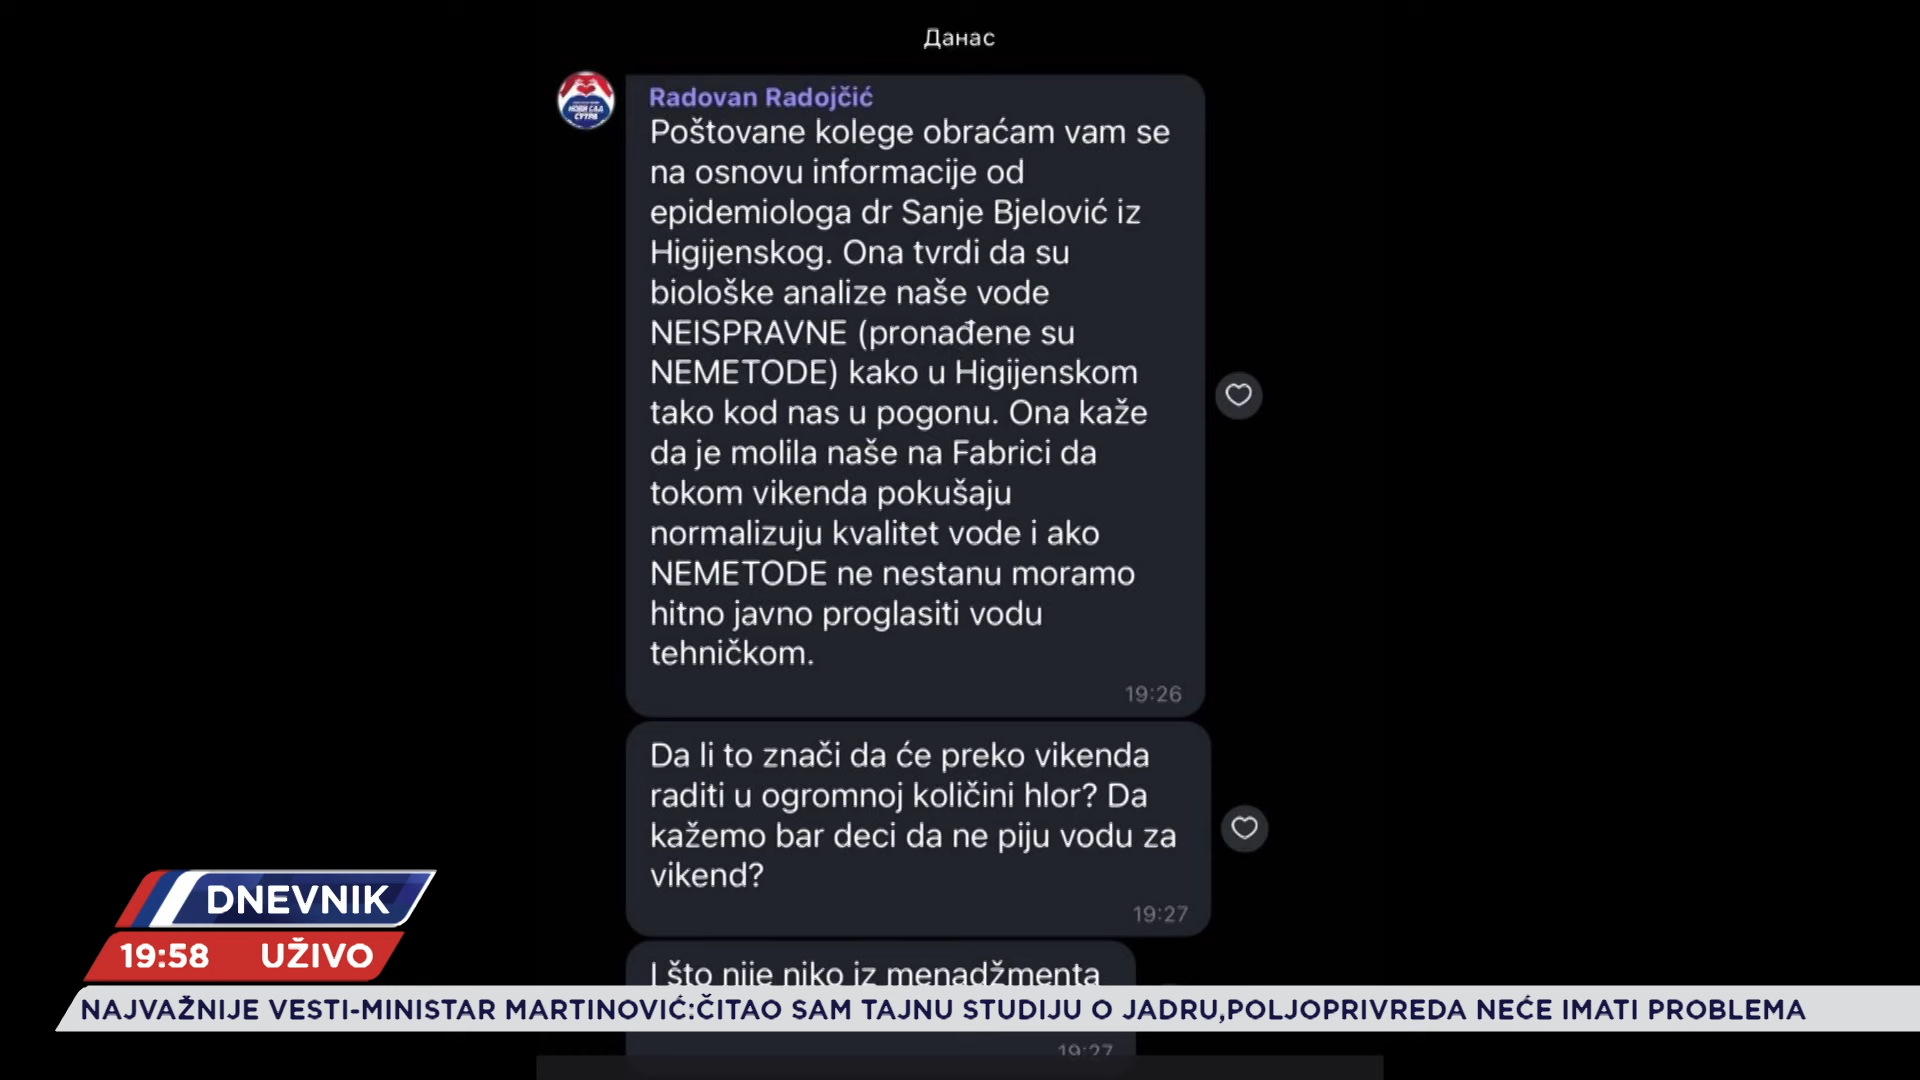 Данас
НОВИ САД
СУТРА
Radovan Radojčić
Poštovane kolege obraćam vam se
na osnovu informacije od
epidemiologa dr Sanje Bjelović iz
Higijenskog. Ona tvrdi da su
biološke analize naše vode
NEISPRAVNE (pronađene su
NEMETODE) kako u Higijenskom
tako kod nas u pogonu. Ona kaže
da je molila naše na Fabrici da
tokom vikenda pokušaju
normalizuju kvalitet vode i ako
NEMETODE ne nestanu moramo
hitno javno proglasiti vodu
tehničkom.
19:26
Da li to znači da će preko vikenda
raditi u ogromnoj količini hlor? Da
kažemo bar deci da ne piju vodu za
vikend?
19:27
I što nije niko iz menadžmenta
19:27
DNEVNIK
19:58 UŽIVO
NAJVAŽNIJE VESTI-MINISTAR MARTINOVIĆ:ČITAO SAM TAJNU STUDIJU O JADRU,POLJOPRIVREDA NEĆE IMATI PROBLEMA